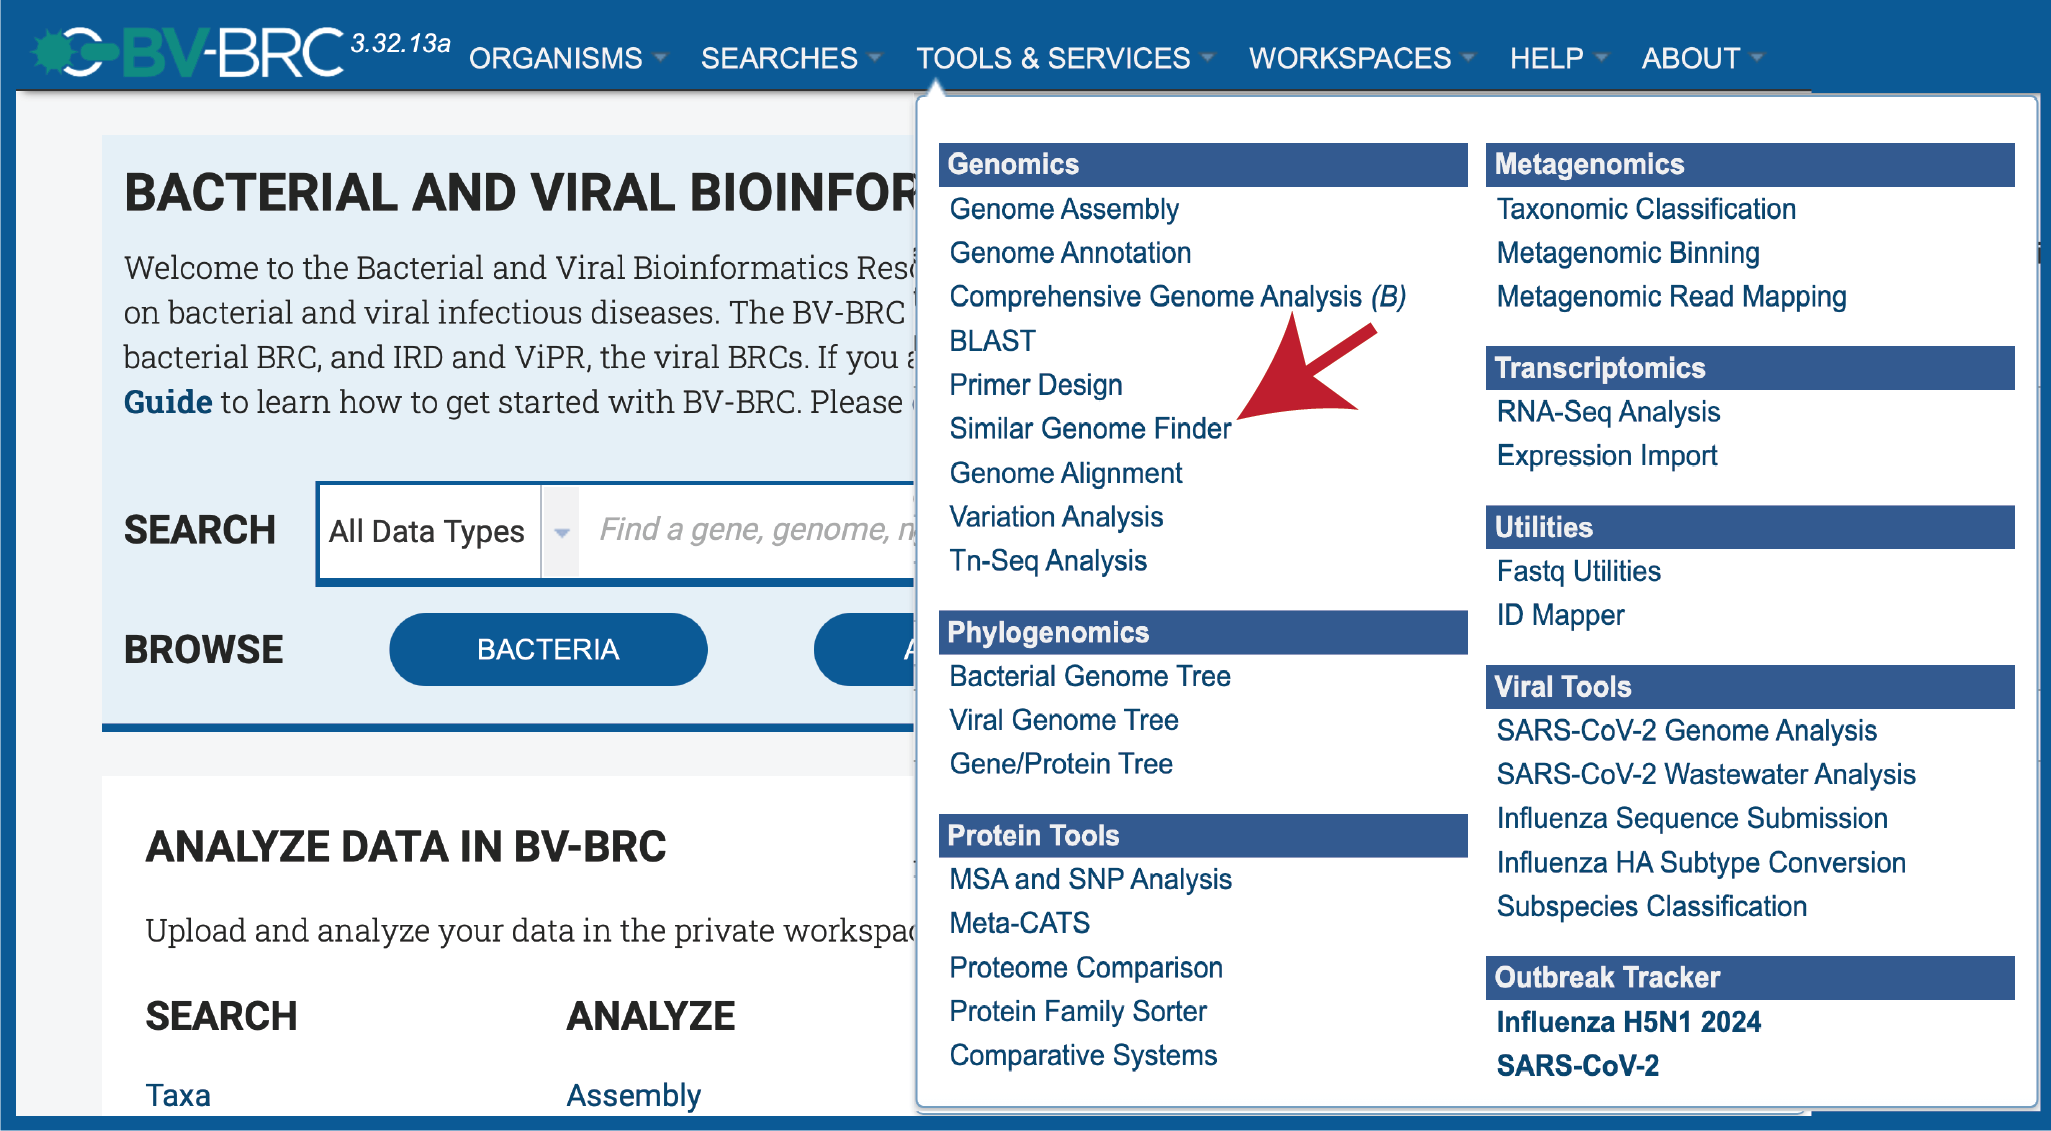 BV-BRC 3.32.13a ORGANISMS SEARCHES TOOLS & SERVICES WORKSPACES HELP ABOUT
BACTERIAL AND VIRAL BIOINFOR
Welcome to the Bacterial and Viral Bioinformatics Res
on bacterial and viral infectious diseases. The BV-BRC
bacterial BRC, and IRD and ViPR, the viral BRCs. If you
Guide to learn how to get started with BV-BRC. Please
SEARCH All Data Types Find a gene, genome,
BROWSE BACTERIA
ANALYZE DATA IN BV-BRC
Upload and analyze your data in the private workspa
SEARCH ANALYZE
Taxa Assembly
Genomics
Genome Assembly
Genome Annotation
Comprehensive Genome Analysis (B)
BLAST
Primer Design
Similar Genome Finder
Genome Alignment
Variation Analysis
Tn-Seq Analysis
Phylogenomics
Bacterial Genome Tree
Viral Genome Tree
Gene/Protein Tree
Protein Tools
MSA and SNP Analysis
Meta-CATS
Proteome Comparison
Protein Family Sorter
Comparative Systems
Metagenomics
Taxonomic Classification
Metagenomic Binning
Metagenomic Read Mapping
Transcriptomics
RNA-Seq Analysis
Expression Import
Utilities
Fastq Utilities
ID Mapper
Viral Tools
SARS-CoV-2 Genome Analysis
SARS-CoV-2 Wastewater Analysis
Influenza Sequence Submission
Influenza HA Subtype Conversion
Subspecies Classification
Outbreak Tracker
Influenza H5N1 2024
SARS-CoV-2